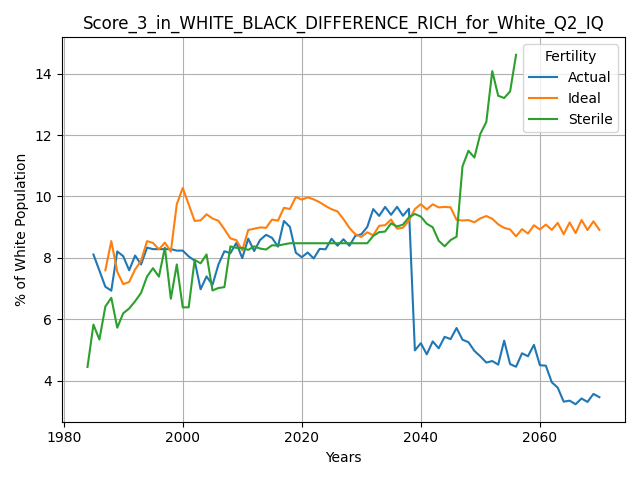 Score_3_in_WHITE_BLACK_DIFFERENCE_RICH_for_White_Q2_IQ
Fertility
Actual
Ideal
Sterile
% of White Population
14
12
10
8
6
4
1980
2000
2020
2040
2060
Years